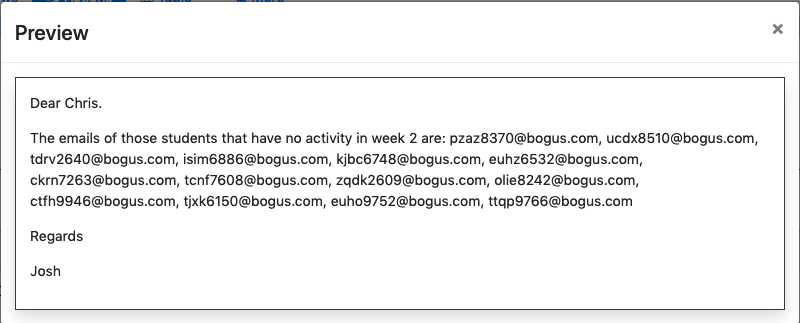 Preview
×
Dear Chris.
The emails of those students that have no activity in week 2 are: pzaz8370@bogus.com, ucdx8510@bogus.com,
tdrv2640@bogus.com, isim6886@bogus.com, kjbc6748@bogus.com, euhz6532@bogus.com,
ckrn7263@bogus.com, tcnf7608@bogus.com, zqdk2609@bogus.com, olie8242@bogus.com,
ctfh9946@bogus.com, tjxk6150@bogus.com, euho9752@bogus.com, ttqp9766@bogus.com
Regards
Josh